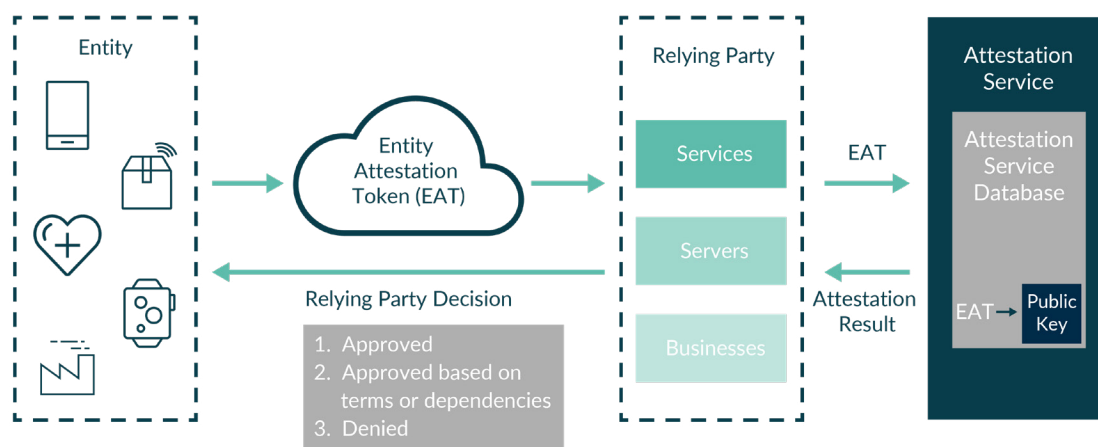 Entity
Entity
Attestation
Token (EAT)
Relying Party
Services
Servers
Businesses
EAT
Attestation
Result
Attestation
Service
Attestation
Service
Database
EAT
Public
Key
Relying Party Decision
1. Approved
2. Approved based on
terms or dependencies
3. Denied